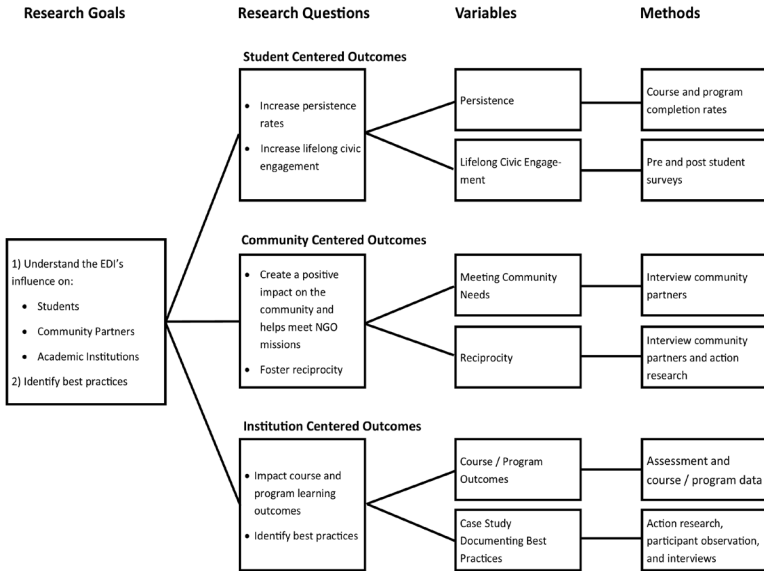 Research Goals
Research Questions
Variables
Methods
1) Understand the EDI's
influence on:
• Students
• Community Partners
• Academic Institutions
2) Identify best practices
Student Centered Outcomes
• Increase persistence
rates
• Increase lifelong civic
engagement
Persistence
Course and program
completion rates
Lifelong Civic Engage-
ment
Pre and post student
surveys
Community Centered Outcomes
• Create a positive
impact on the
community and
helps meet NGO
missions
• Foster reciprocity
Meeting Community
Needs
Interview community
partners
Reciprocity
Interview community
partners and action
research
Institution Centered Outcomes
• Impact course and
program learning
outcomes
• Identify best practices
Course / Program
Outcomes
Assessment and
course / program data
Case Study
Documenting Best
Practices
Action research,
participant observation,
and interviews